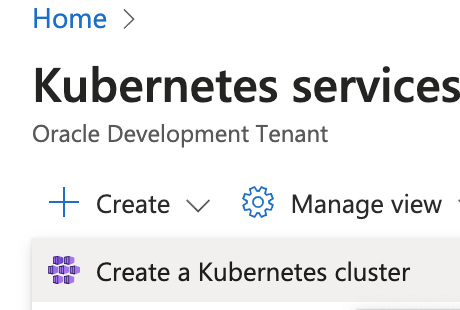 Home
Kubernetes services
Oracle Development Tenant
Create Manage view
Create a Kubernetes cluster